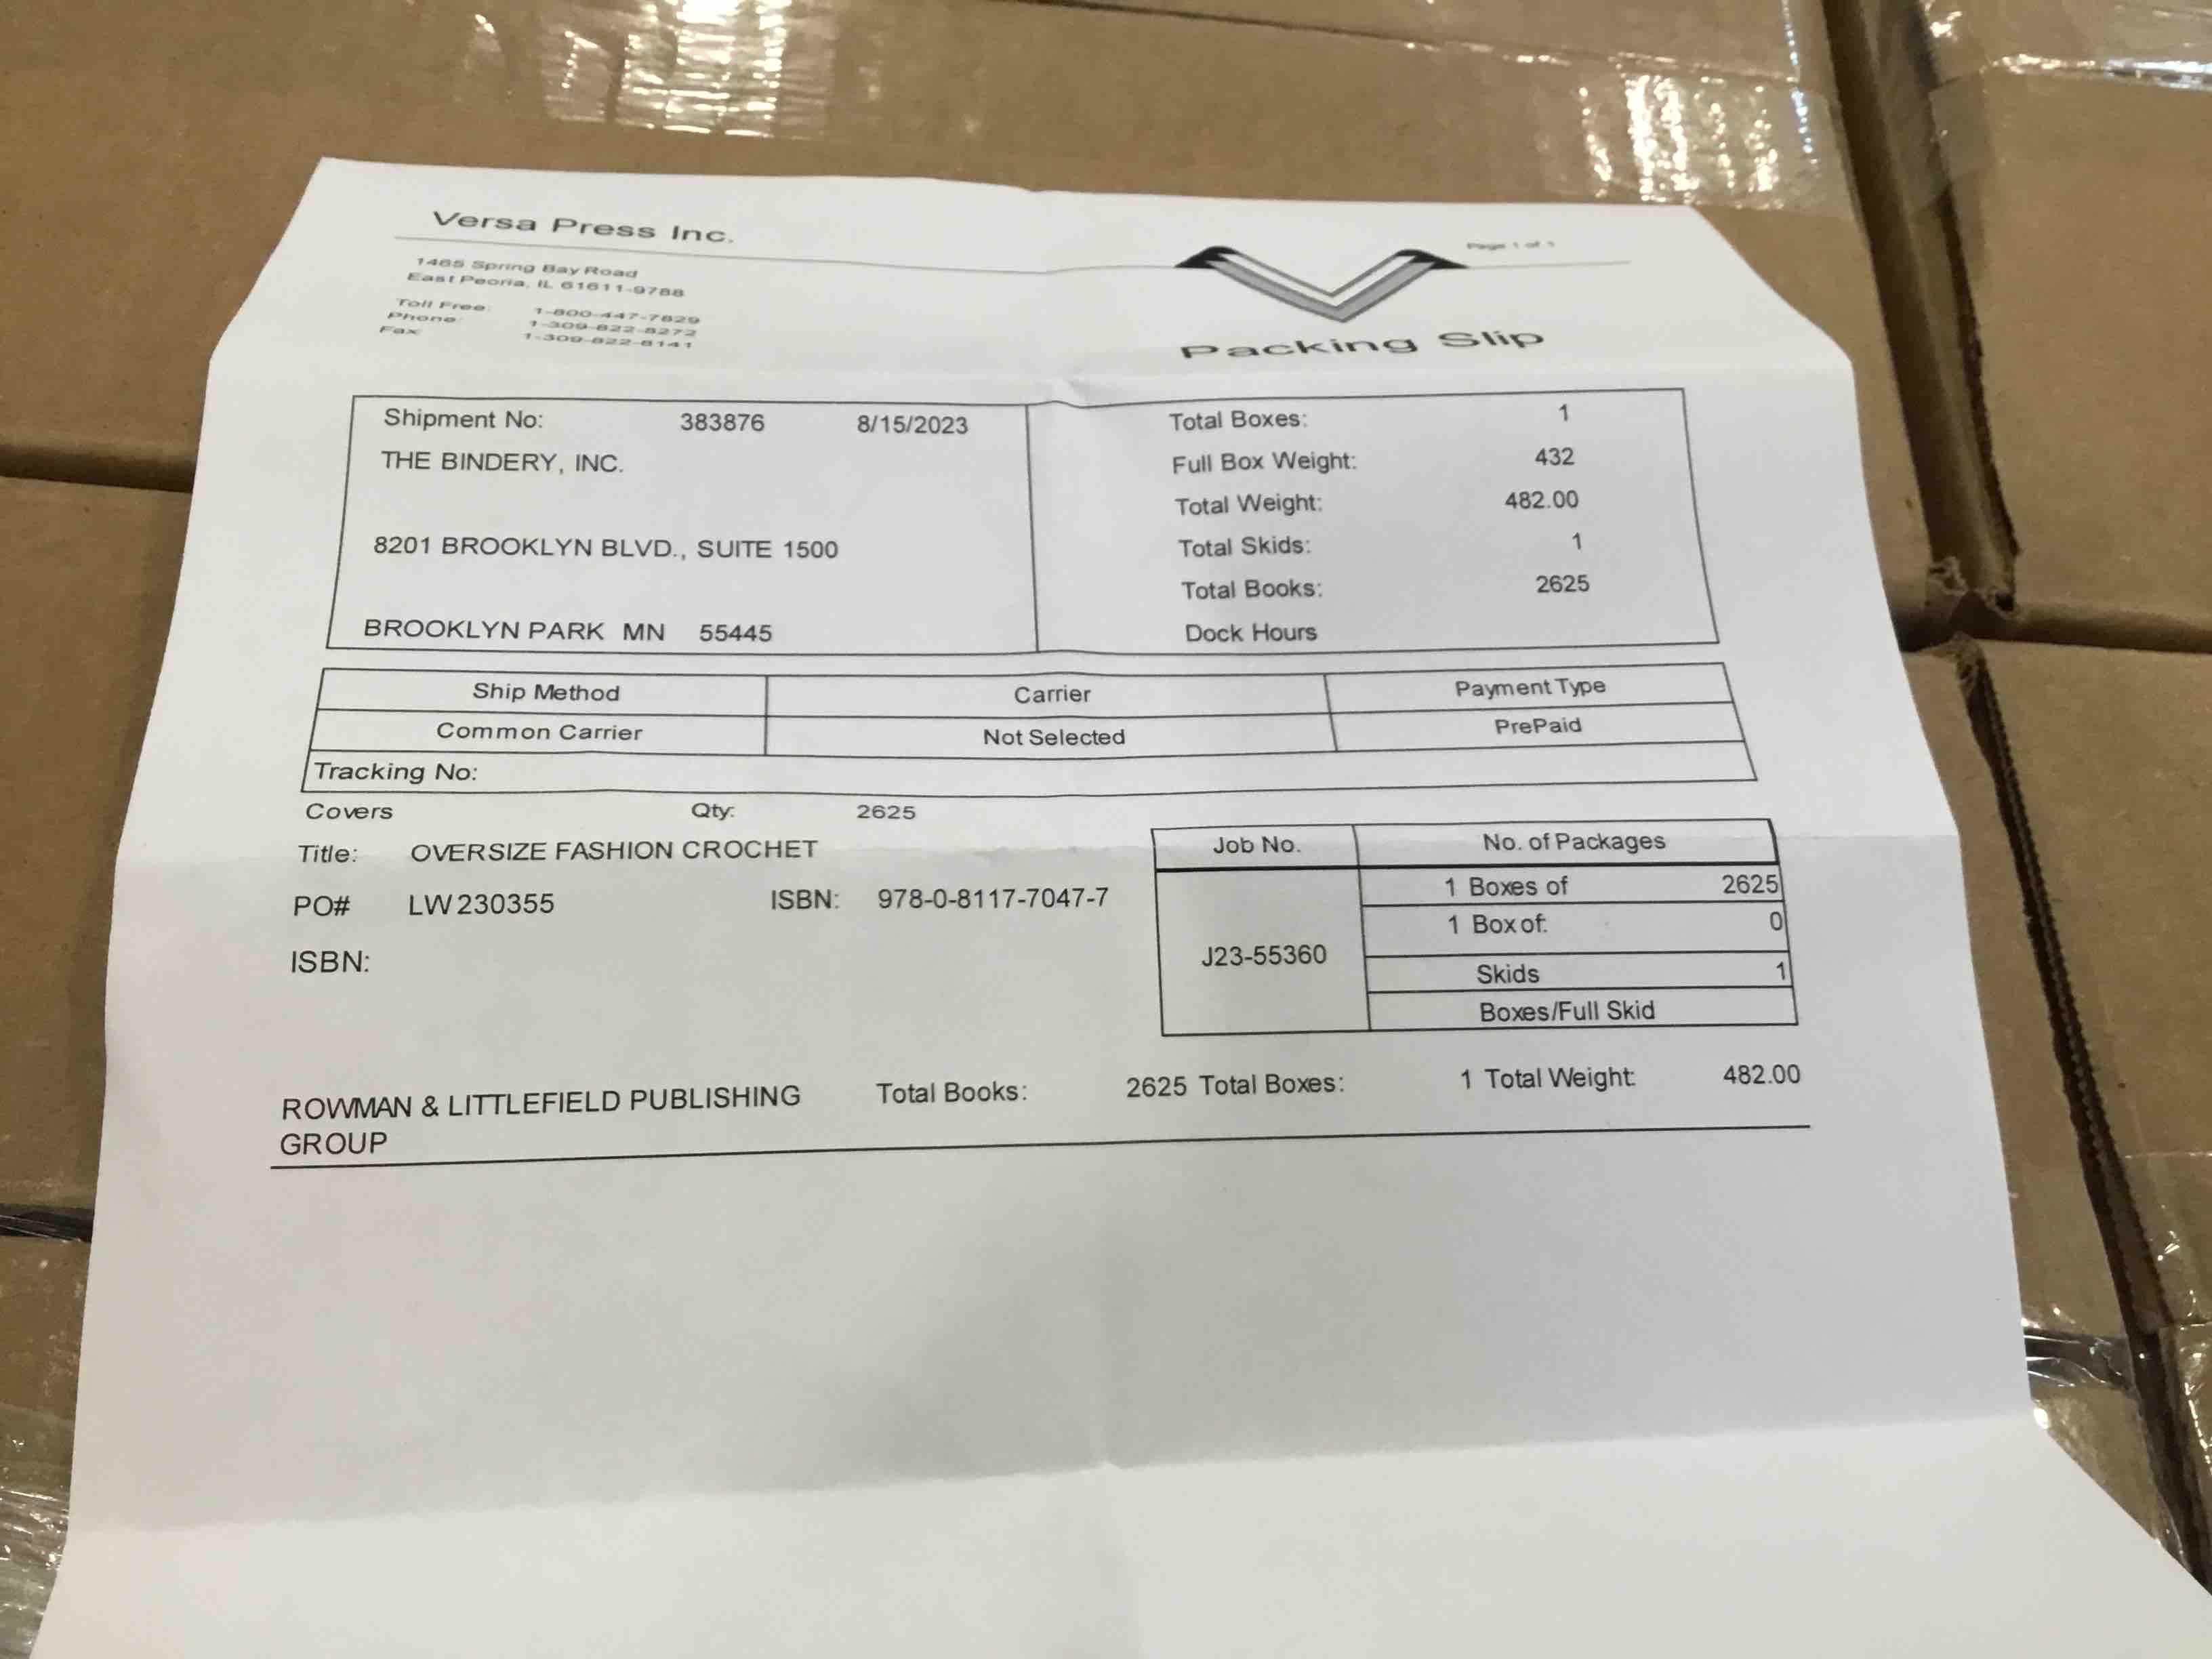 Versa Press Inc.
Page 1 of 1
1465 Spring Bay Road
East Peoria, IL 61611-9788
Toll Free: 1-800-447-7829
Phone: 1-309-822-8272
Fax: 1-309-822-8141
Packing Slip
Shipment No: 383876 8/15/2023
THE BINDERY, INC.
8201 BROOKLYN BLVD., SUITE 1500
BROOKLYN PARK MN 55445
Total Boxes: 1
Full Box Weight: 432
Total Weight: 482.00
Total Skids: 1
Total Books: 2625
Dock Hours
Ship Method Carrier Payment Type
Common Carrier Not Selected PrePaid
Tracking No:
Covers Qty: 2625
Title: OVERSIZE FASHION CROCHET
PO# LW230355 ISBN: 978-0-8117-7047-7
ISBN:
Job No. No. of Packages
J23-55360
1 Boxes of 2625
1 Box of: 0
Skids 1
Boxes/Full Skid
ROWMAN & LITTLEFIELD PUBLISHING GROUP
Total Books: 2625 Total Boxes: 1 Total Weight: 482.00